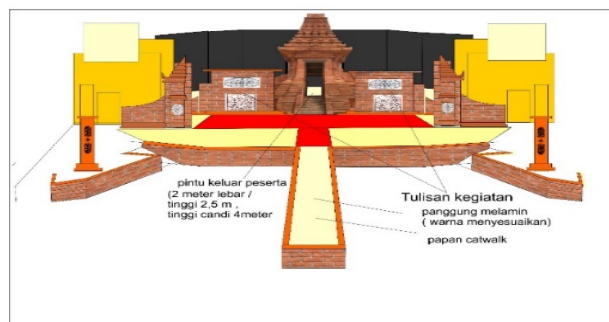 pintu keluar peserta
(2 meter lebar /
tinggi 2,5 m ,
tinggi candi 4meter
Tulisan kegiatan
panggung melamin
( warna menyesuaikan)
papan catwalk